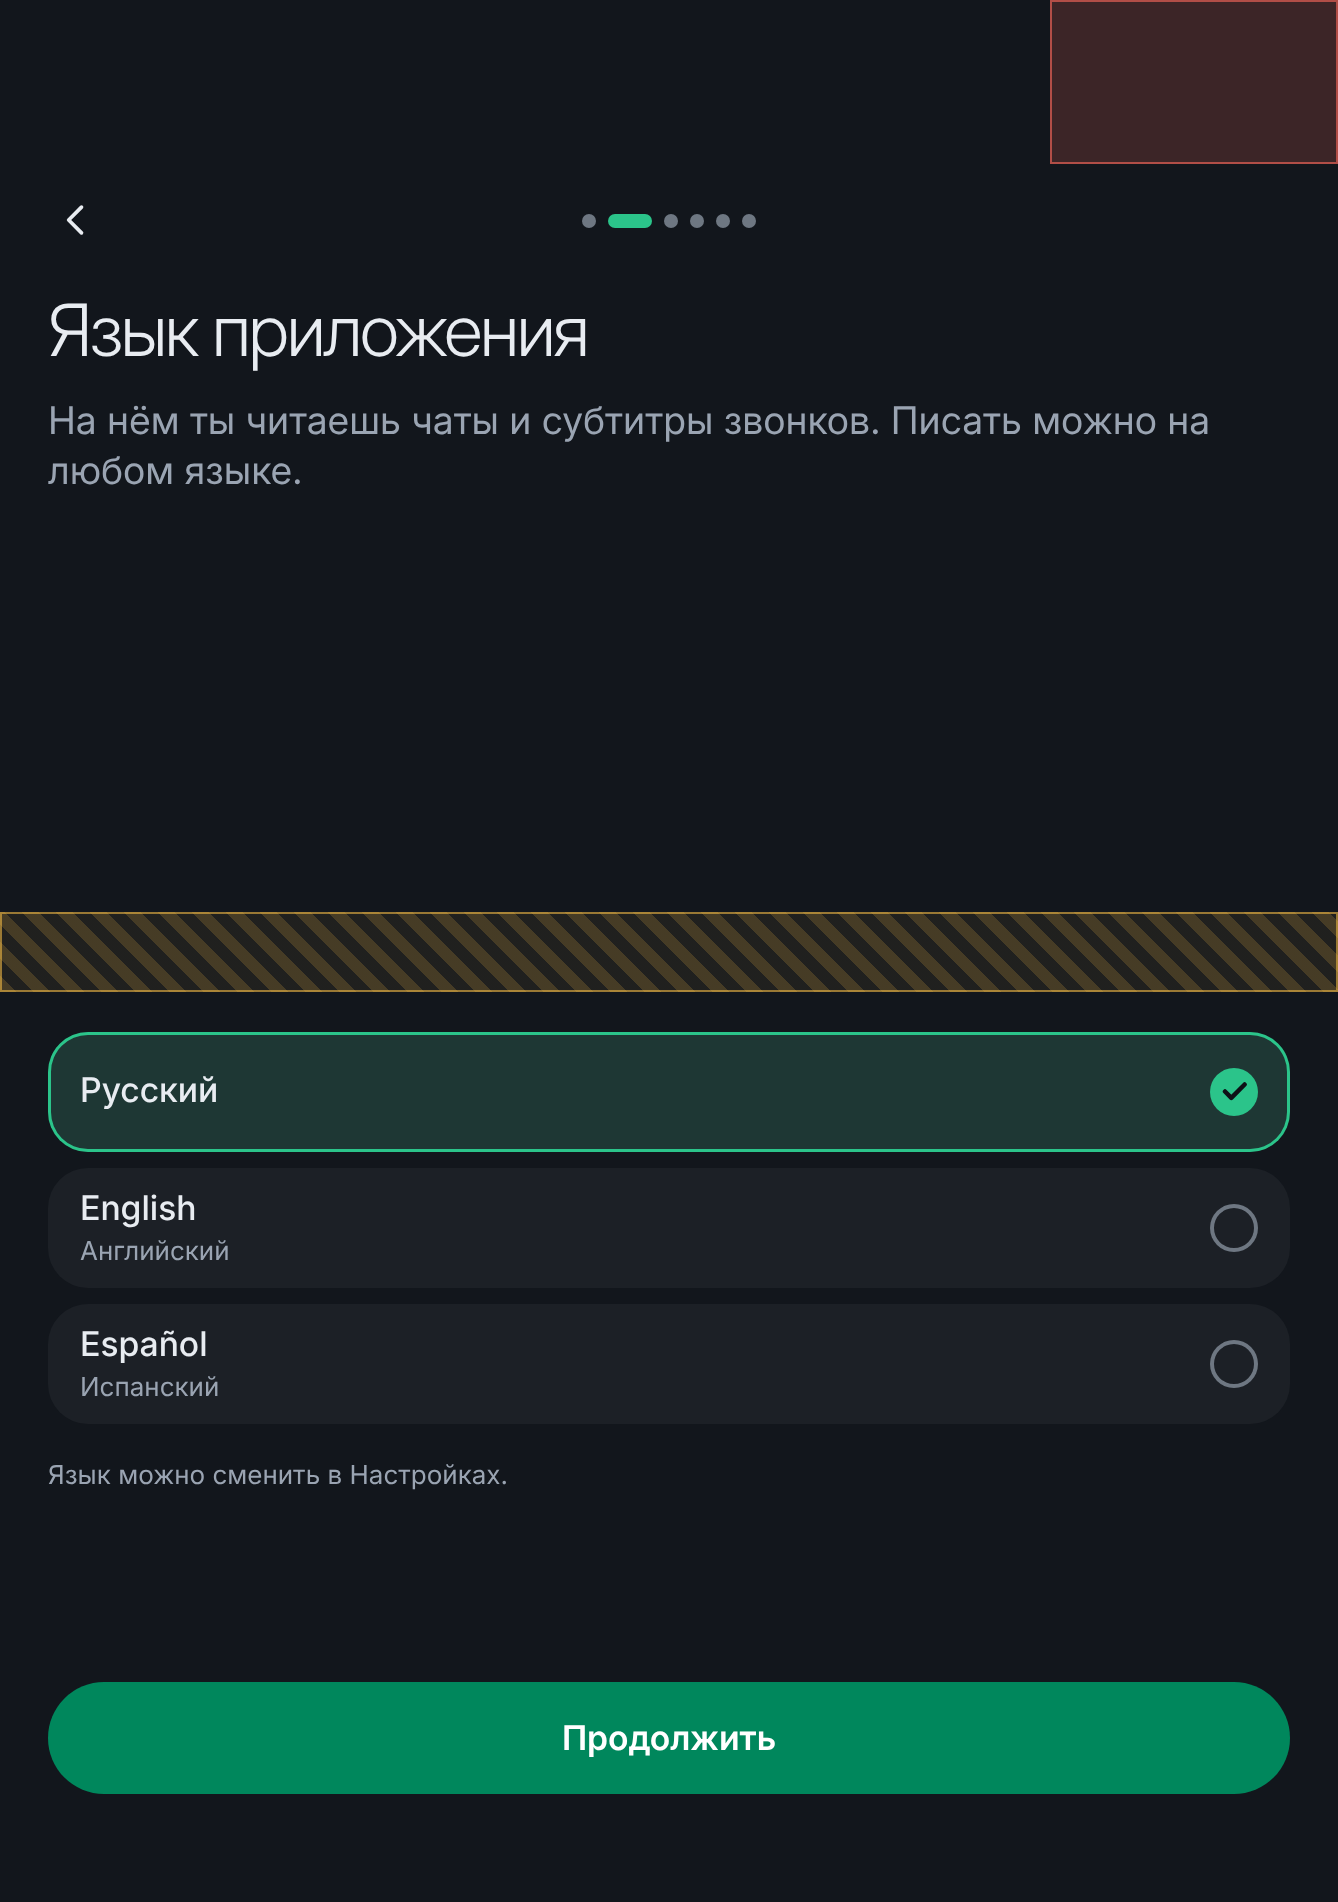 Язык приложения
На нём ты читаешь чаты и субтитры звонков. Писать можно на
любом языке.
Русский
English
Английский
Español
Испанский
Язык можно сменить в Настройках.
Продолжить